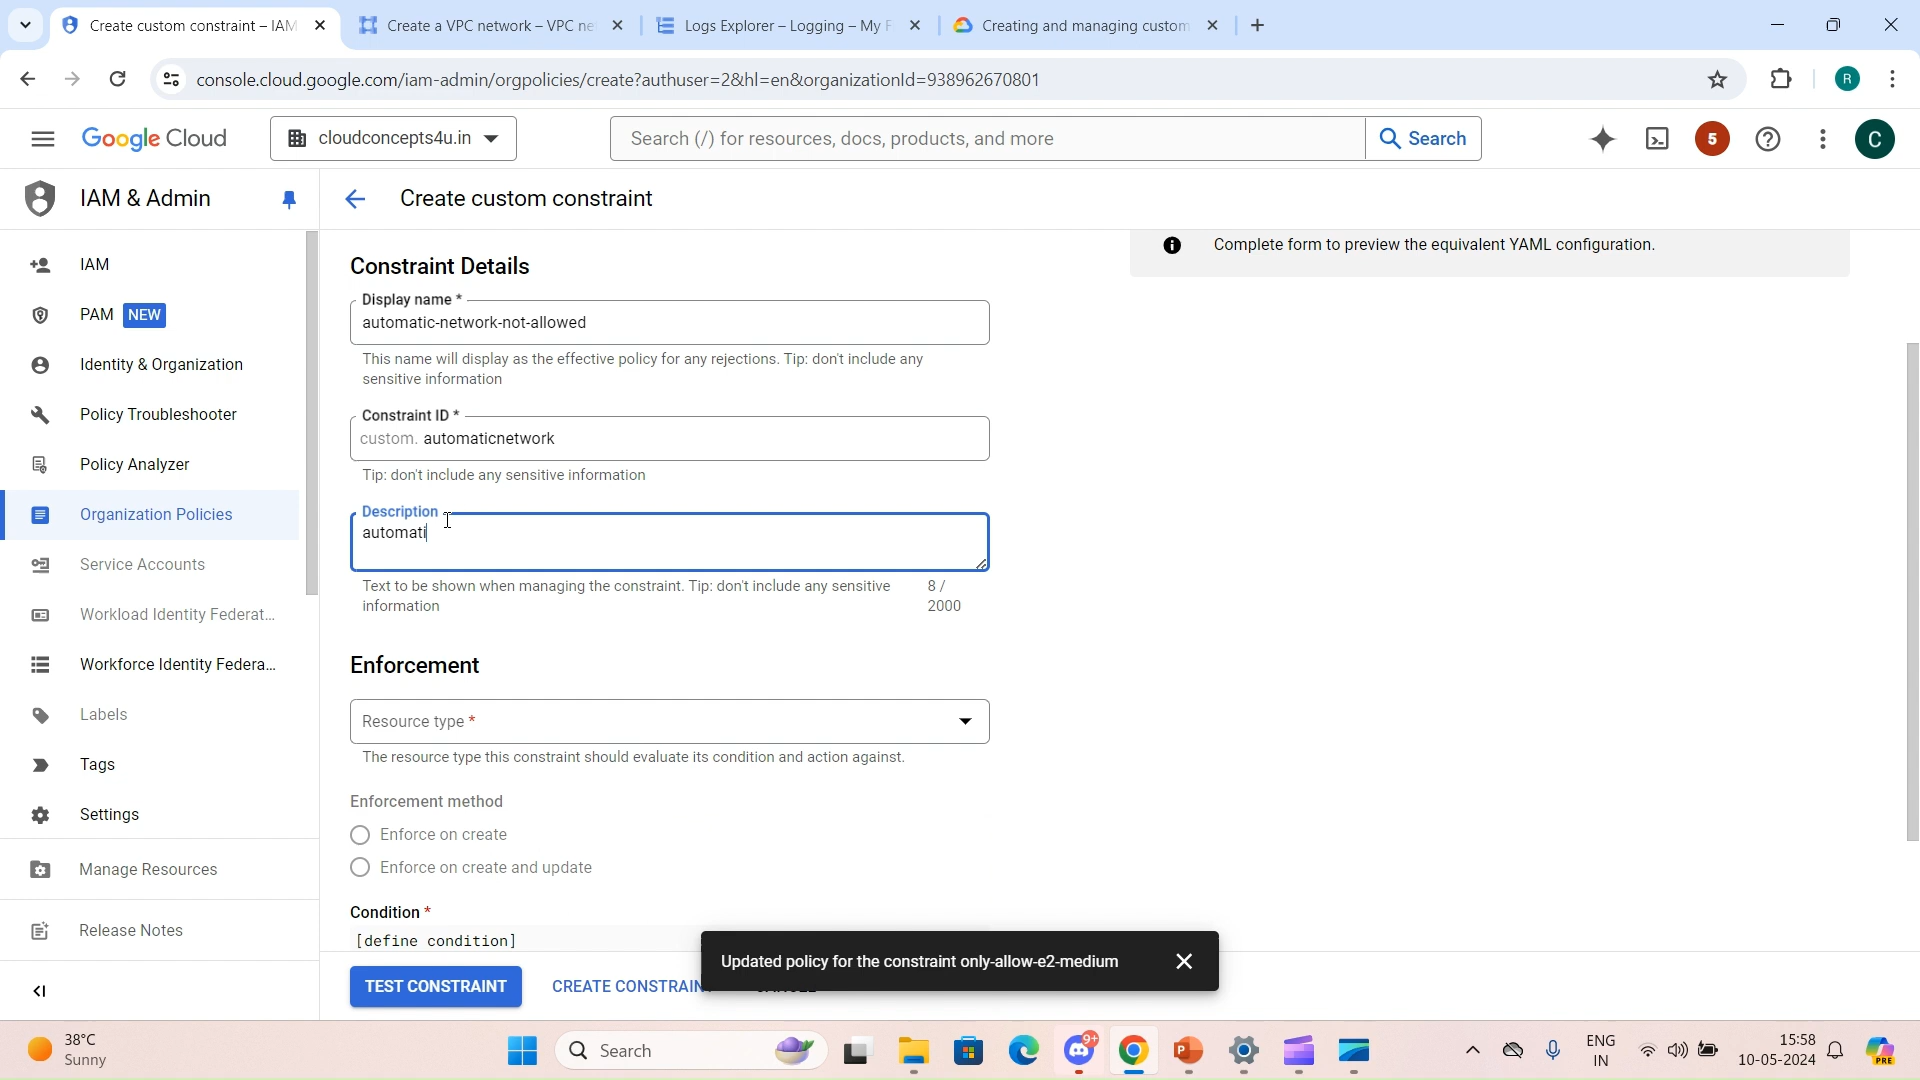 Create custom constraint – IAM
Create a VPC network – VPC ne
Logs Explorer – Logging – My F
Creating and managing custom
console.cloud.google.com/iam-admin/orgpolicies/create?authuser=2&hl=en&organizationId=938962670801
R
Google Cloud
cloudconcepts4u.in
Search (/) for resources, docs, products, and more
Search
5
C
IAM & Admin
Create custom constraint
IAM
PAM NEW
Identity & Organization
Policy Troubleshooter
Policy Analyzer
Organization Policies
Service Accounts
Workload Identity Federat...
Workforce Identity Federa...
Labels
Tags
Settings
Manage Resources
Release Notes
Complete form to preview the equivalent YAML configuration.
Constraint Details
Display name *
automatic-network-not-allowed
This name will display as the effective policy for any rejections. Tip: don't include any
sensitive information
Constraint ID *
custom. automaticnetwork
Tip: don't include any sensitive information
Description
automati
Text to be shown when managing the constraint. Tip: don't include any sensitive
information
8 /
2000
Enforcement
Resource type *
The resource type this constraint should evaluate its condition and action against.
Enforcement method
Enforce on create
Enforce on create and update
Condition *
[define condition]
TEST CONSTRAINT
CREATE CONSTRAIN
Updated policy for the constraint only-allow-e2-medium
38°C
Sunny
Search
9+
ENG
IN
15:58
10-05-2024
PRE